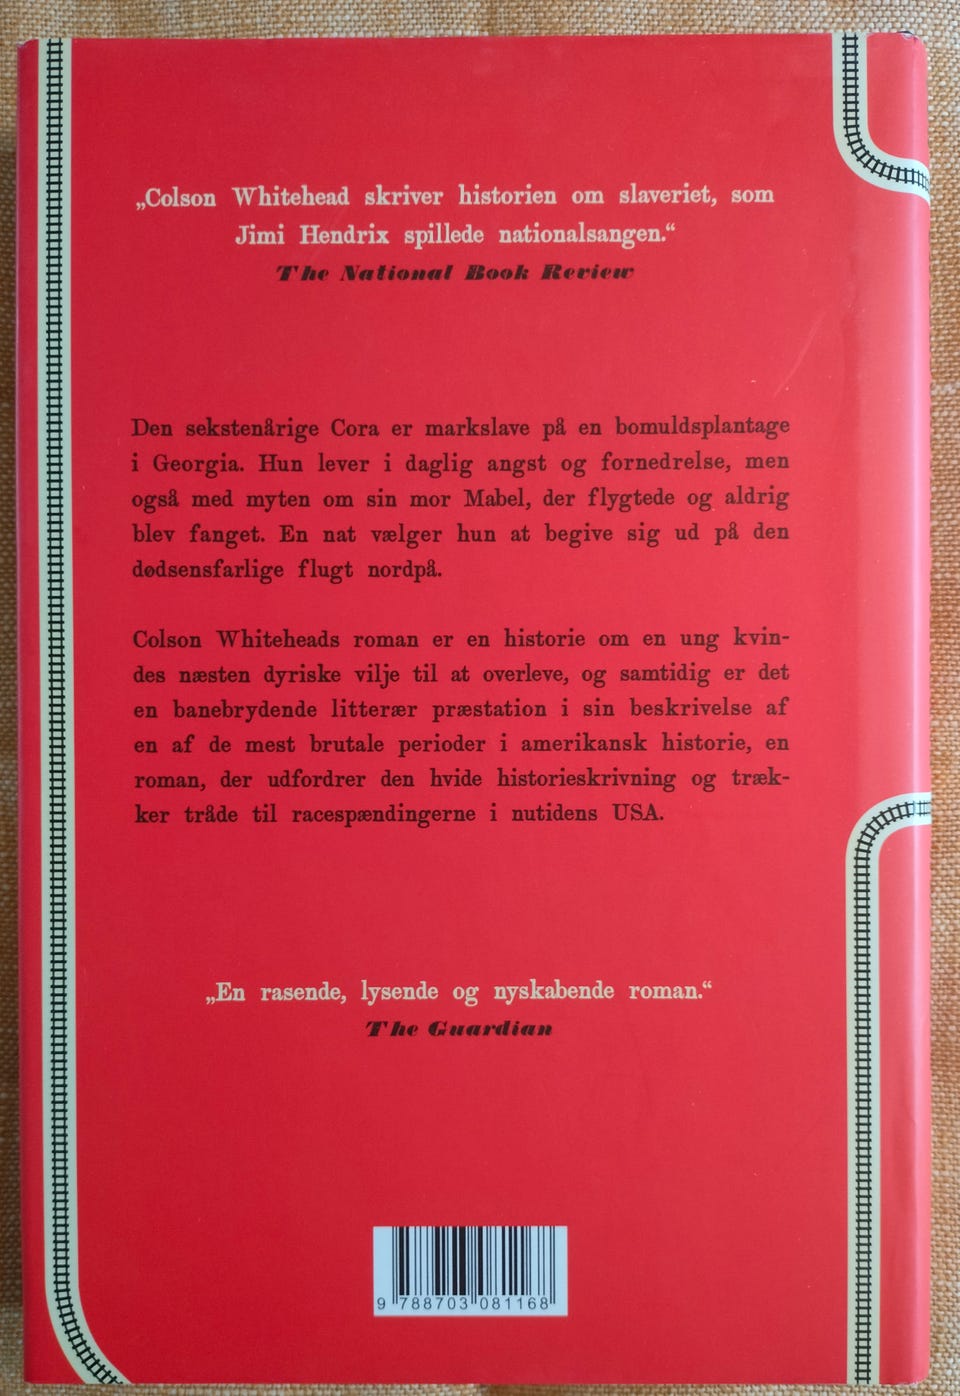 „Colson Whitehead skriver historien om slaveriet, som
Jimi Hendrix spillede nationalsangen.“
The National Book Review
Den sekstenårige Cora er markslave på en bomuldsplantage
i Georgia. Hun lever i daglig angst og fornedrelse, men
også med myten om sin mor Mabel, der flygtede og aldrig
blev fanget. En nat vælger hun at begive sig ud på den
dødsensfarlige flugt nordpå.
Colson Whiteheads roman er en historie om en ung kvin-
des næsten dyriske vilje til at overleve, og samtidig er det
en banebrydende litterær præstation i sin beskrivelse af
en af de mest brutale perioder i amerikansk historie, en
roman, der udfordrer den hvide historieskrivning og træk-
ker tråde til racespændingerne i nutidens USA.
„En rasende, lysende og nyskabende roman.“
The Guardian
9 788703 081168